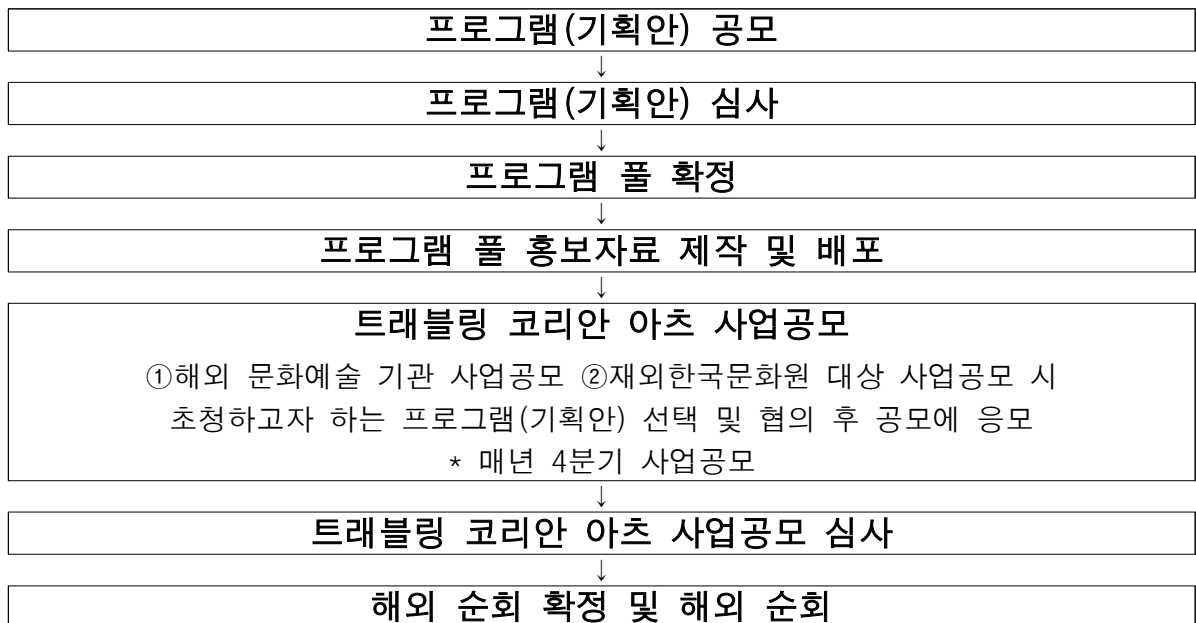 프로그램(기획안) 공모
↓
프로그램(기획안) 심사
↓
프로그램 풀 확정
↓
프로그램 풀 홍보자료 제작 및 배포
↓
트래블링 코리안 아츠 사업공모
①해외 문화예술 기관 사업공모 ②재외한국문화원 대상 사업공모 시
초청하고자 하는 프로그램(기획안) 선택 및 협의 후 공모에 응모
* 매년 4분기 사업공모
↓
트래블링 코리안 아츠 사업공모 심사
↓
해외 순회 확정 및 해외 순회